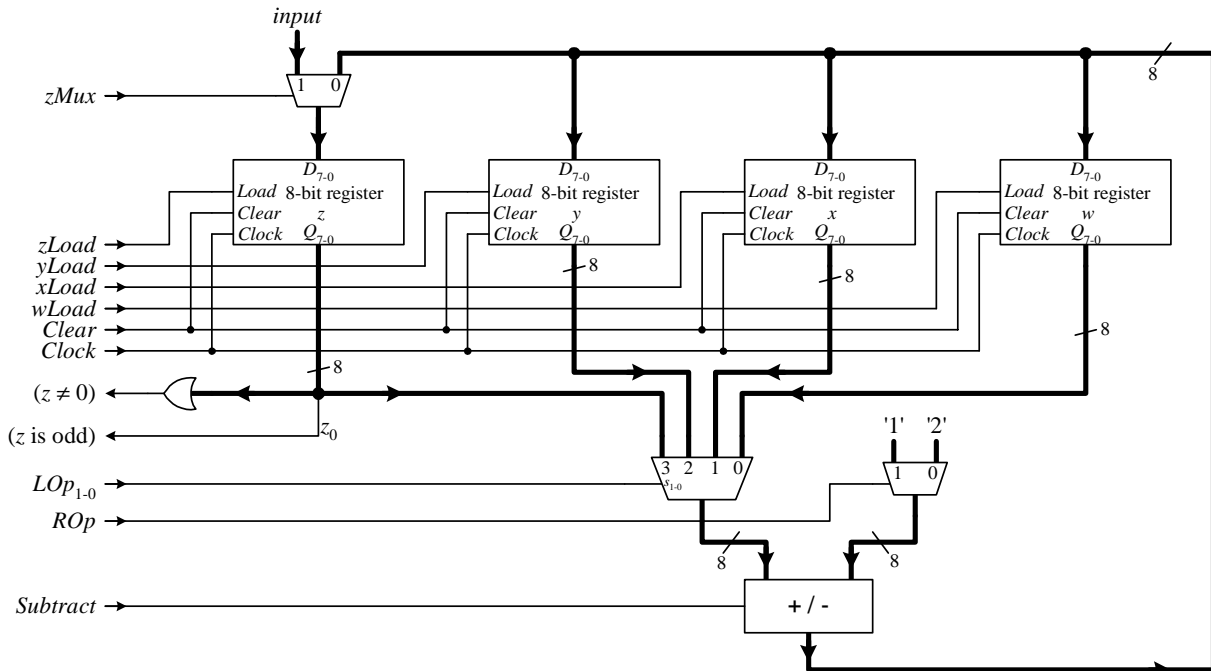 input
8
1 0
zMux
D7-0 D7-0 D7-0 D7-0
Load 8-bit register Load 8-bit register Load 8-bit register Load 8-bit register
Clear z Clear y Clear x Clear w
Clock Q7-0 Clock Q7-0 Clock Q7-0 Clock Q7-0
zLoad
yLoad
8
xLoad
8
wLoad
Clear
8
Clock
8
(z ≠ 0)
(z is odd)
z0
'1' '2'
3 2 1 0
1 0
s1-0
LOp1-0
ROp
8 8
Subtract
+ / -